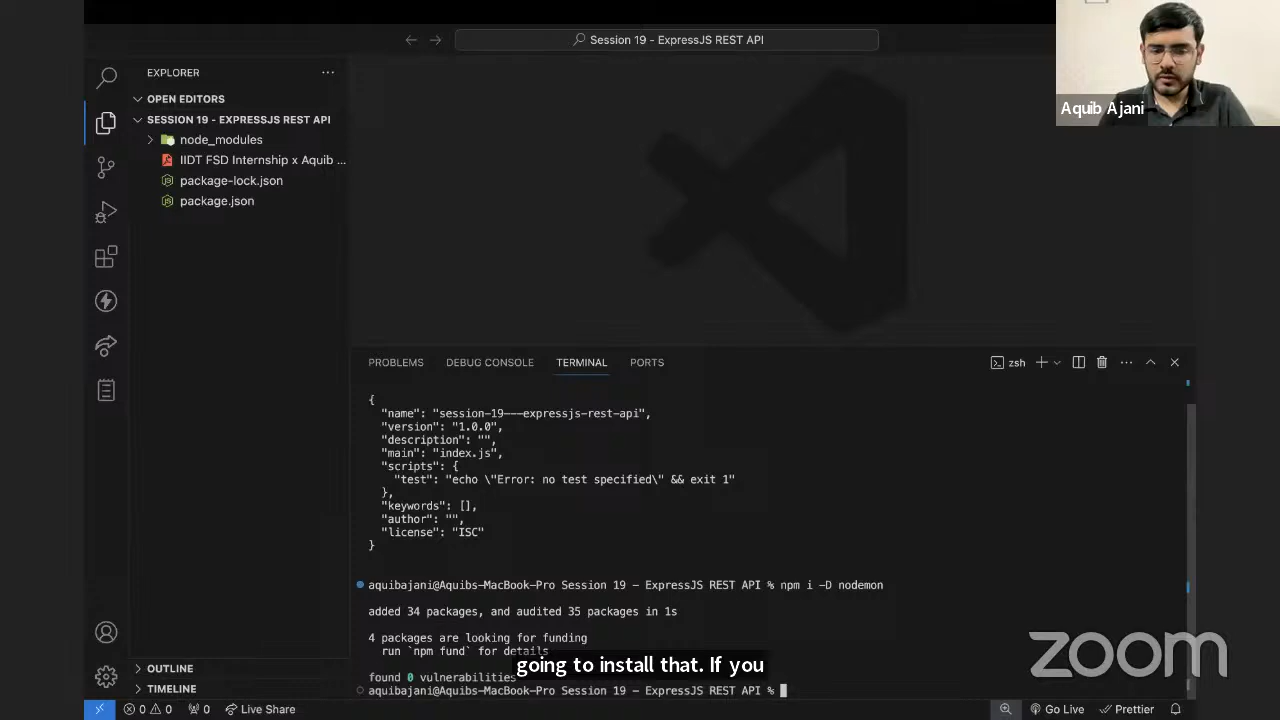 Session 19 - ExpressJS REST API
Aquib Ajani
EXPLORER
OPEN EDITORS
SESSION 19 - EXPRESSJS REST API
node_modules
IIDT FSD Internship x Aquib ...
package-lock.json
package.json
OUTLINE
TIMELINE
PROBLEMS
DEBUG CONSOLE
TERMINAL
PORTS
zsh
{
"name": "session-19---expressjs-rest-api",
"version": "1.0.0",
"description": "",
"main": "index.js",
"scripts": {
"test": "echo \"Error: no test specified\" && exit 1"
},
"keywords": [],
"author": "",
"license": "ISC"
}
aquibajani@Aquibs-MacBook-Pro Session 19 - ExpressJS REST API % npm i -D nodemon
added 34 packages, and audited 35 packages in 1s
4 packages are looking for funding
run `npm fund` for details
going to install that. If you
found 0 vulnerabilities
aquibajani@Aquibs-MacBook-Pro Session 19 - ExpressJS REST API %
zoom
0 0 0 Live Share
Go Live
Prettier